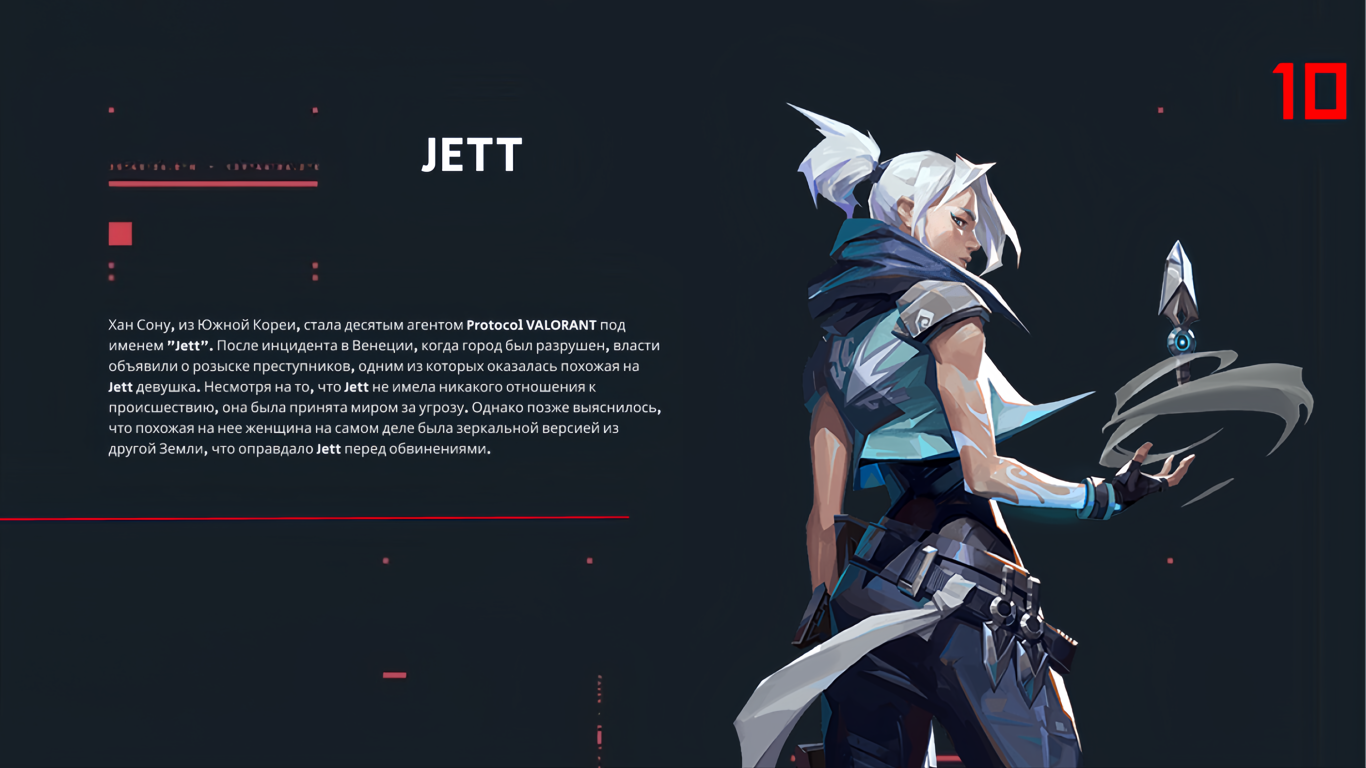 10
JETT
Хан Сону, из Южной Кореи, стала десятым агентом Protocol VALORANT под
именем ”Jett”. После инцидента в Венеции, когда город был разрушен, власти
объявили о розыске преступников, одним из которых оказалась похожая на
Jett девушка. Несмотря на то, что Jett не имела никакого отношения к
происшествию, она была принята миром за угрозу. Однако позже выяснилось,
что похожая на нее женщина на самом деле была зеркальной версией из
другой Земли, что оправдало Jett перед обвинениями.